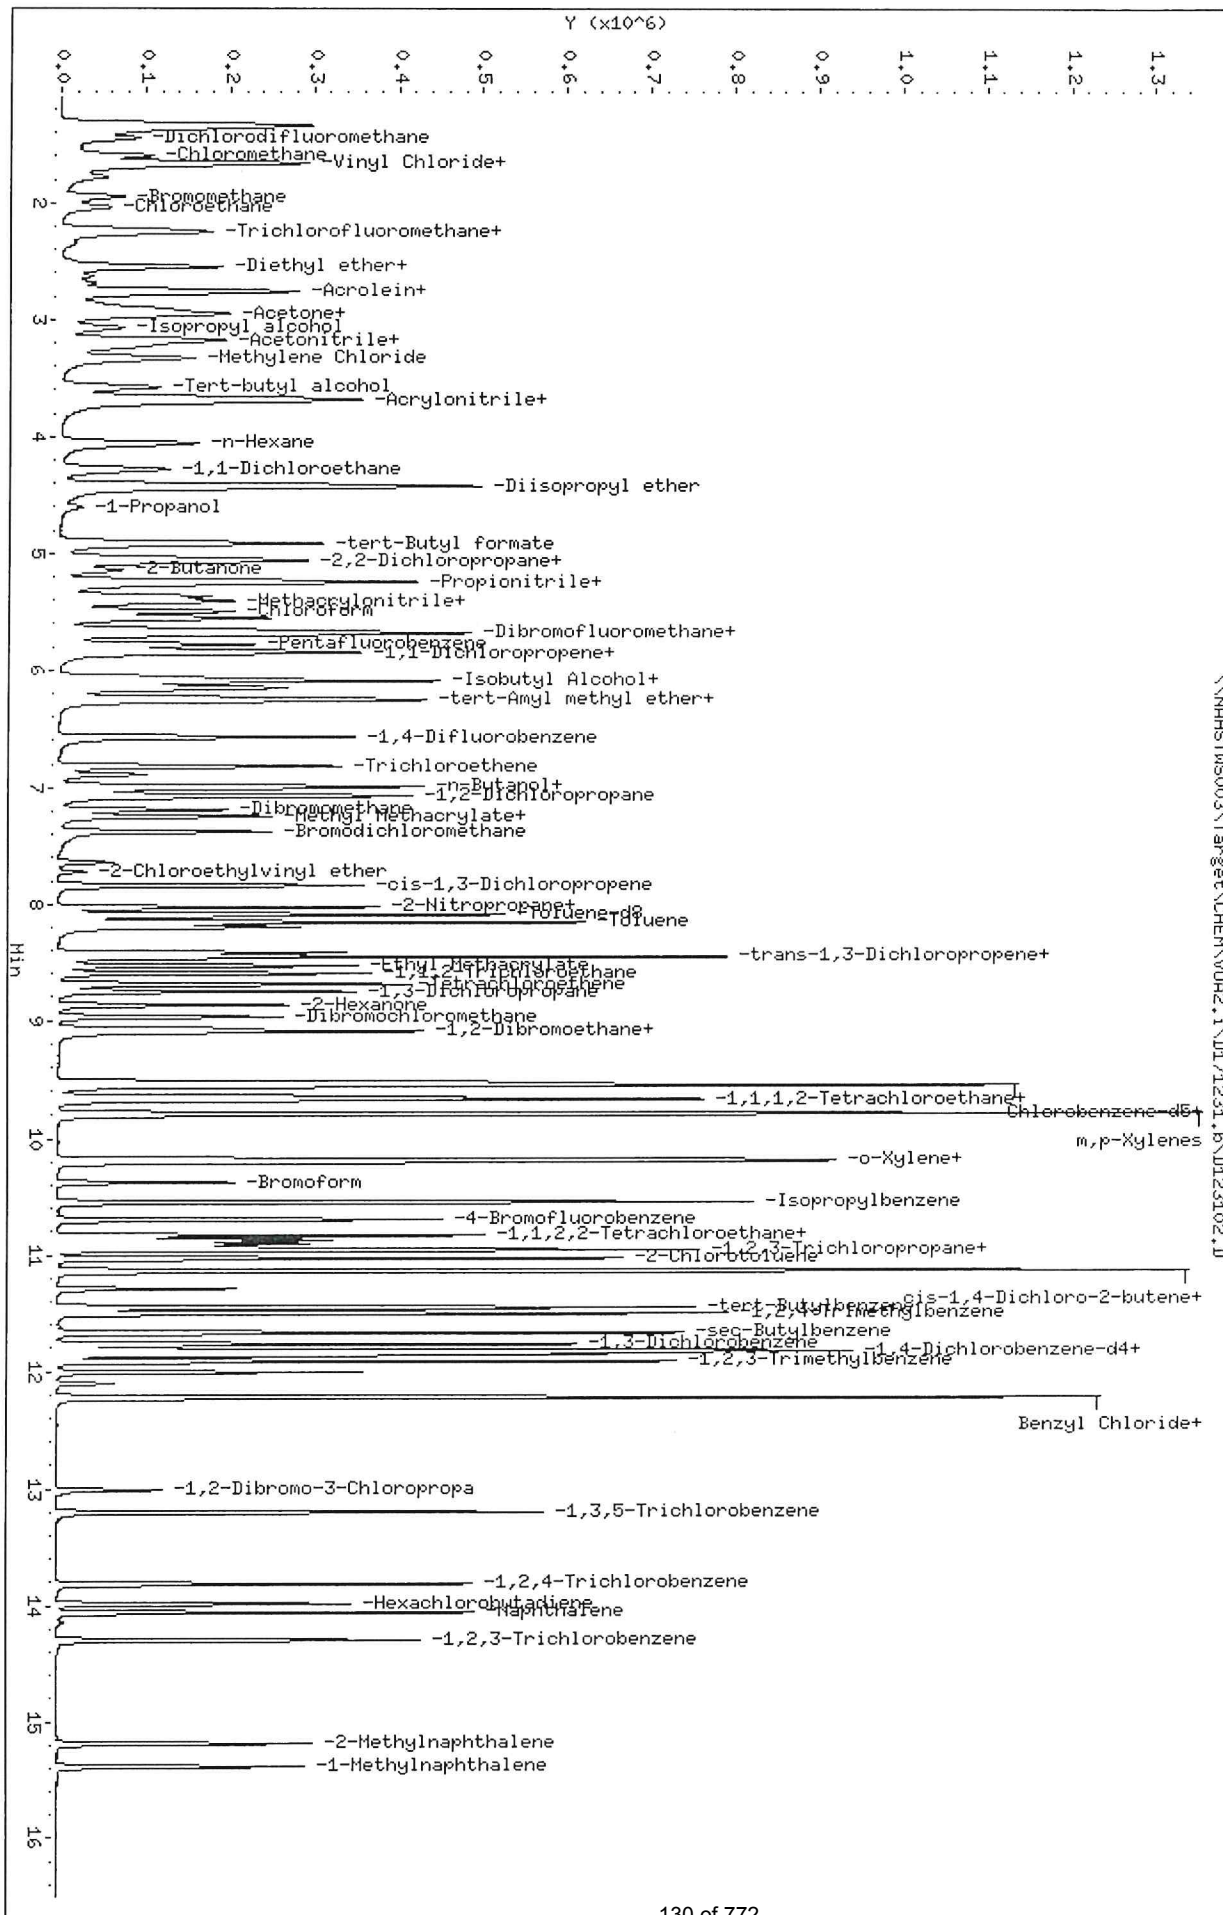 Y (x10^6)
0.0
0.1
0.2
0.3
0.4
0.5
0.6
0.7
0.8
0.9
1.0
1.1
1.2
1.3
-Dichlorodifluoromethane
-Chloromethane
-Vinyl Chloride+
-Bromomethane
2
-Chloroethane
-Trichlorofluoromethane+
-Diethyl ether+
-Acrolein+
-Acetone+
3
-Isopropyl alcohol
-Acetonitrile+
-Methylene Chloride
-Tert-butyl alcohol
-Acrylonitrile+
4
-n-Hexane
-1,1-Dichloroethane
-Diisopropyl ether
-1-Propanol
-tert-Butyl formate
5
-2,2-Dichloropropane+
-2-Butanone
-Propionitrile+
-Methacrylonitrile+
-Chloroform
-Dibromofluoromethane+
-Pentafluorobenzene
-1,1-Dichloropropene+
6
-Isobutyl Alcohol+
-tert-Amyl methyl ether+
-1,4-Difluorobenzene
-Trichloroethene
7
-n-Butanol+
-1,2-Dichloropropane
-Dibromomethane
-Methyl Methacrylate+
-Bromodichloromethane
-2-Chloroethylvinyl ether
-cis-1,3-Dichloropropene
8
-2-Nitropropane+
-Toluene-d8
-Toluene
-trans-1,3-Dichloropropene+
-Ethyl Methacrylate
-1,1,2-Trichloroethane
-Tetrachloroethene
-1,3-Dichloropropane
-2-Hexanone
-Dibromochloromethane
9
-1,2-Dibromoethane+
-1,1,1,2-Tetrachloroethane+
Chlorobenzene-d5+
10
m,p-Xylenes
-o-Xylene+
-Bromoform
-Isopropylbenzene
-4-Bromofluorobenzene
-1,1,2,2-Tetrachloroethane+
-1,2,3-Trichloropropane+
11
-2-Chlorotoluene
cis-1,4-Dichloro-2-butene+
-tert-Butylbenzene
-1,2,4-Trimethylbenzene
-sec-Butylbenzene
-1,3-Dichlorobenzene
-1,4-Dichlorobenzene-d4+
-1,2,3-Trimethylbenzene
12
Benzyl Chloride+
13
-1,2-Dibromo-3-Chloropropa
-1,3,5-Trichlorobenzene
-1,2,4-Trichlorobenzene
14
-Hexachlorobutadiene
-Naphthalene
-1,2,3-Trichlorobenzene
15
-2-Methylnaphthalene
-1-Methylnaphthalene
16
Min
130 of 772